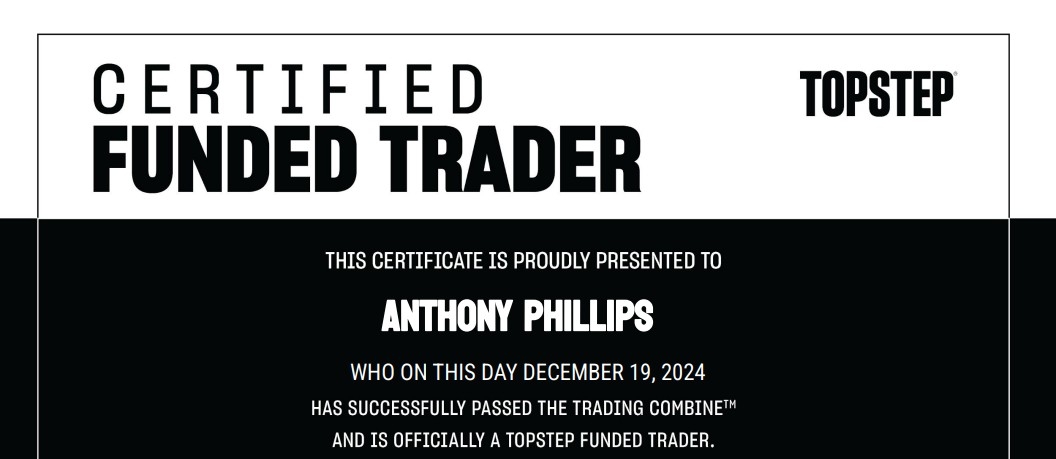 CERTIFIED
TOPSTEP®
FUNDED TRADER
THIS CERTIFICATE IS PROUDLY PRESENTED TO
ANTHONY PHILLIPS
WHO ON THIS DAY DECEMBER 19, 2024
HAS SUCCESSFULLY PASSED THE TRADING COMBINE™
AND IS OFFICIALLY A TOPSTEP FUNDED TRADER.